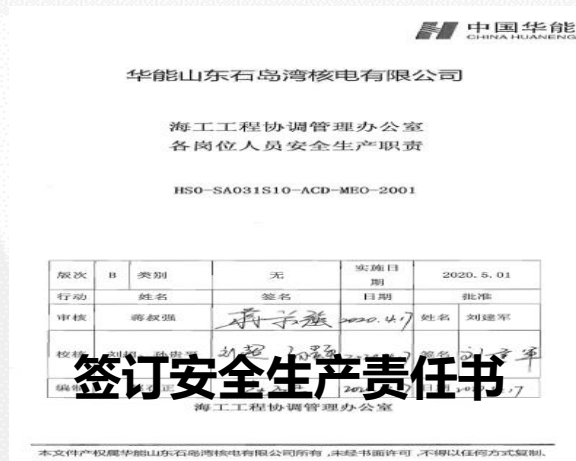 中国华能
CHINA HUANENG
华能山东石岛湾核电有限公司
海工工程协调管理办公室
各岗位人员安全生产职责
HSO-SA031S10-ACD-MEO-2001
版次 B 类别 无 实施日期 2020.5.01
行动 姓名 签名 日期 批准
审核 蒋叔强 2020.4.17 姓名 刘建军
校核
签订安全生产责任书
海工工程协调管理办公室
本文件产权属华能山东石岛湾核电有限公司所有,未经书面许可,不得以任何方式复制.